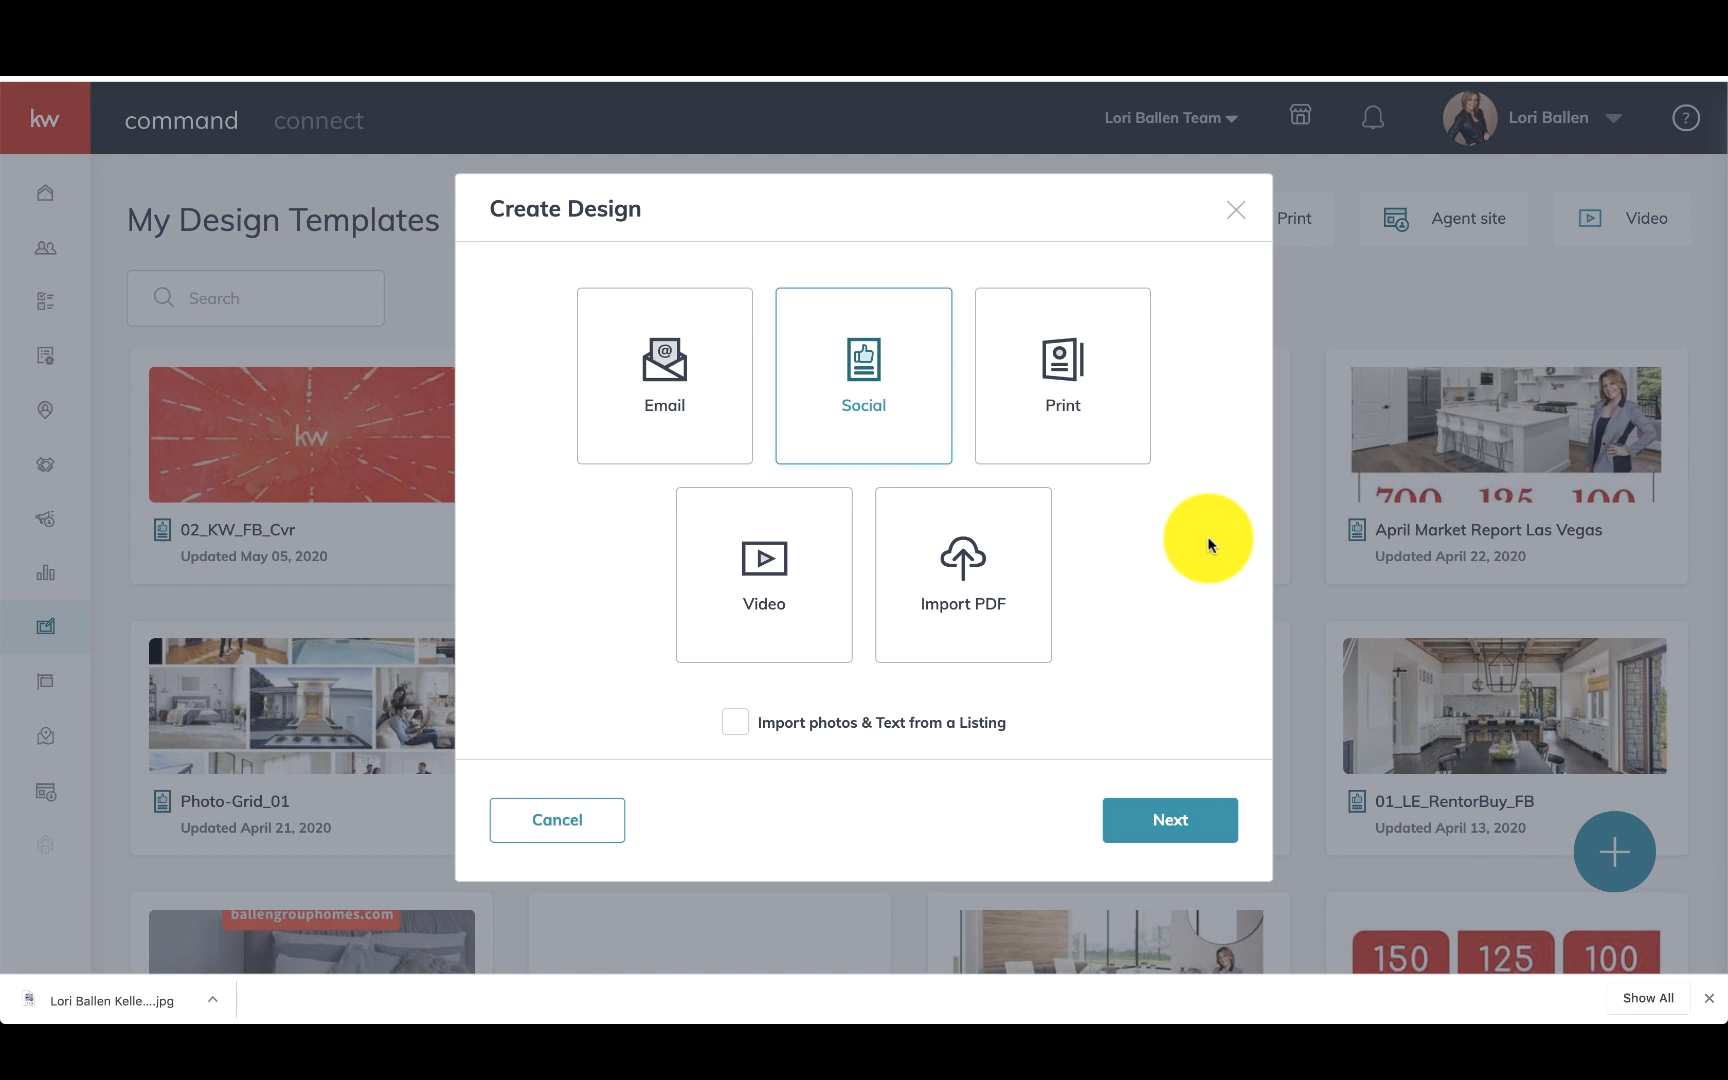 kw
command
connect
Lori Ballen Team
Lori Ballen
?
My Design Templates
Print
Agent site
Video
Search
Create Design
@
Email
Social
Print
Video
Import PDF
Import photos & Text from a Listing
Cancel
Next
kw
02_KW_FB_Cvr
Updated May 05, 2020
700 125 100
April Market Report Las Vegas
Updated April 22, 2020
Photo-Grid_01
Updated April 21, 2020
01_LE_RentorBuy_FB
Updated April 13, 2020
ballengrouphomes.com
150 125 100
Lori Ballen Kelle....jpg
Show All